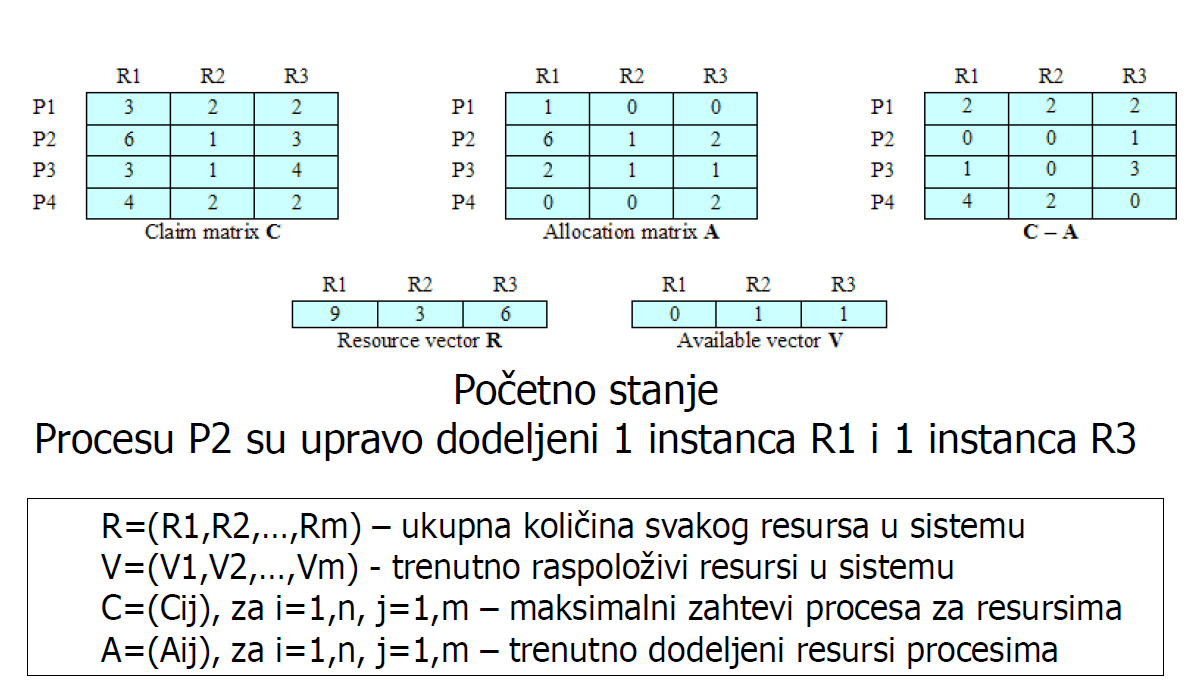 R1 R2 R3 R1 R2 R3 R1 R2 R3
P1 3 2 2 P1 1 0 0 P1 2 2 2
P2 6 1 3 P2 6 1 2 P2 0 0 1
P3 3 1 4 P3 2 1 1 P3 1 0 3
P4 4 2 2 P4 0 0 2 P4 4 2 0
Claim matrix C Allocation matrix A C – A
R1 R2 R3 R1 R2 R3
9 3 6 0 1 1
Resource vector R Available vector V
Početno stanje
Procesu P2 su upravo dodeljeni 1 instanca R1 i 1 instanca R3
R=(R1,R2,...,Rm) – ukupna količina svakog resursa u sistemu
V=(V1,V2,...,Vm) - trenutno raspoloživi resursi u sistemu
C=(Cij), za i=1,n, j=1,m – maksimalni zahtevi procesa za resursima
A=(Aij), za i=1,n, j=1,m – trenutno dodeljeni resursi procesima